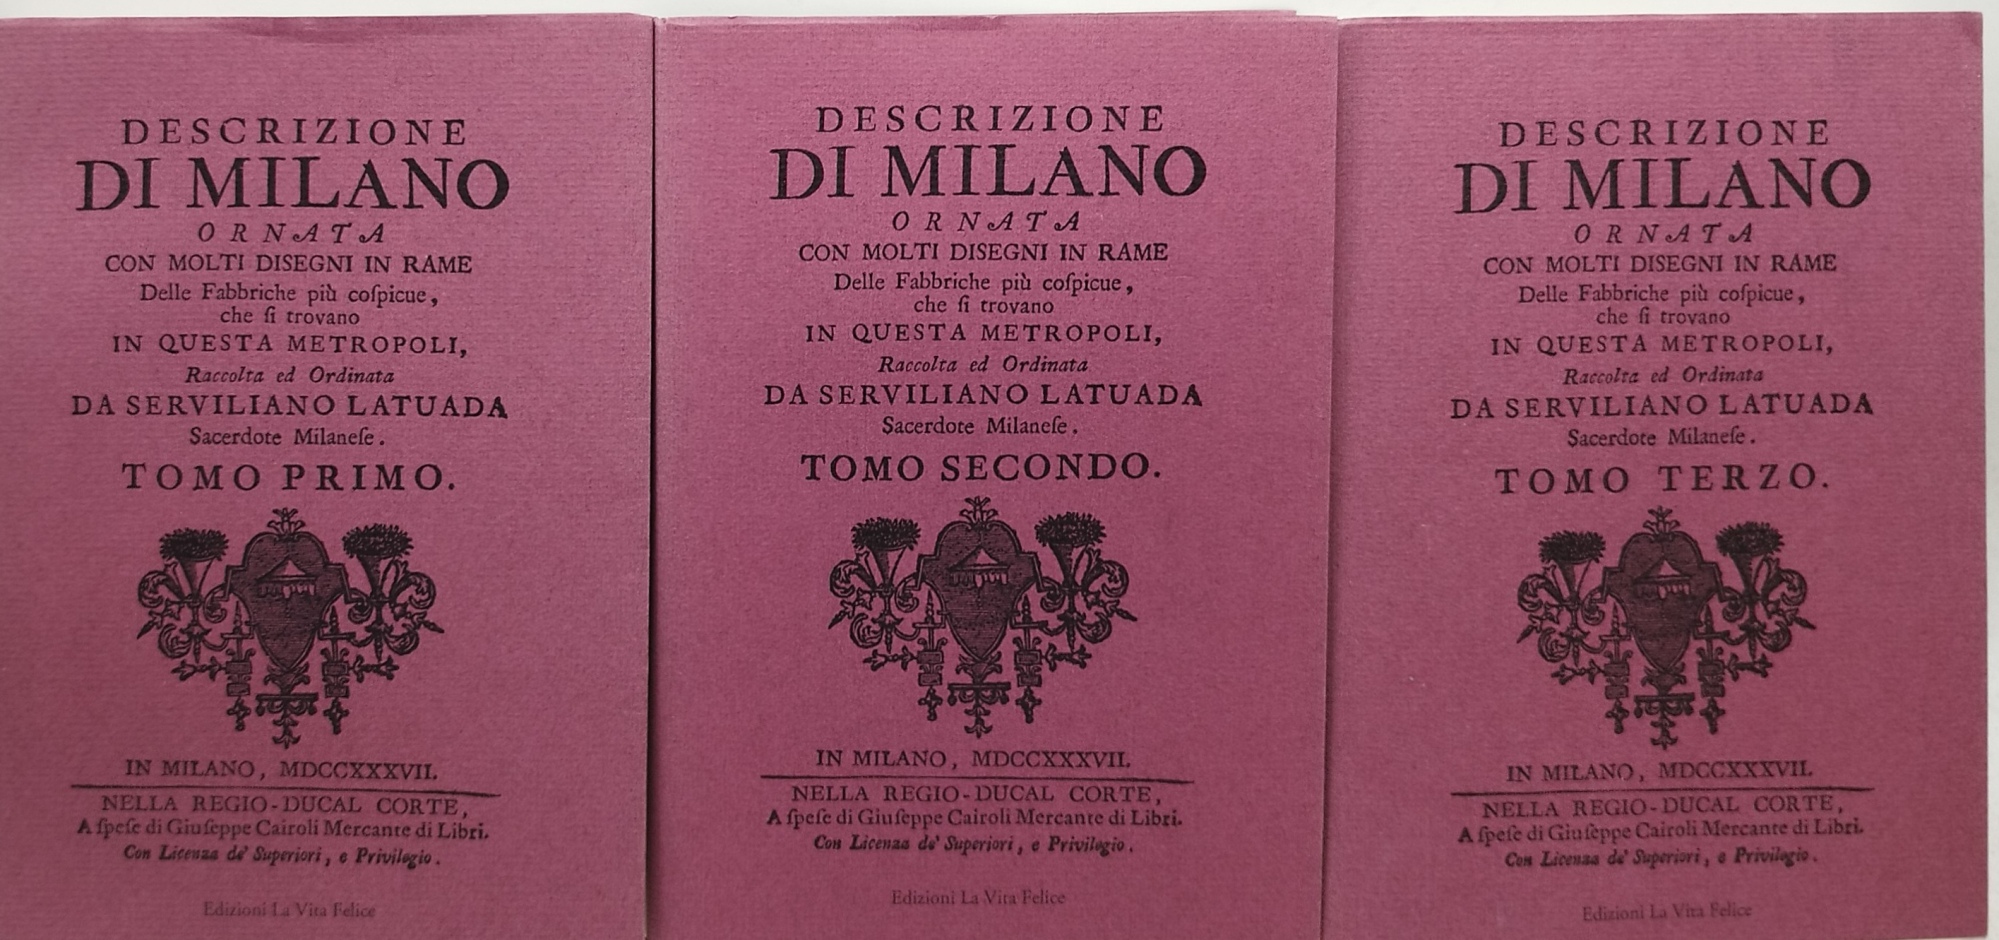 DESCRIZIONE
DI MILANO
ORNATA
CON MOLTI DISEGNI IN RAME
Delle Fabbriche più coſpicue,
che ſi trovano
IN QUESTA METROPOLI,
Raccolta ed Ordinata
DA SERVILIANO LATUADA
Sacerdote Milaneſe.
TOMO PRIMO.
IN MILANO, MDCCXXXVII.
NELLA REGIO-DUCAL CORTE,
A ſpeſe di Giuſeppe Cairoli Mercante di Libri.
Con Licenza de' Superiori, e Privilegio.
Edizioni La Vita Felice
DESCRIZIONE
DI MILANO
ORNATA
CON MOLTI DISEGNI IN RAME
Delle Fabbriche più coſpicue,
che ſi trovano
IN QUESTA METROPOLI,
Raccolta ed Ordinata
DA SERVILIANO LATUADA
Sacerdote Milaneſe.
TOMO SECONDO.
IN MILANO, MDCCXXXVII.
NELLA REGIO-DUCAL CORTE,
A ſpeſe di Giuſeppe Cairoli Mercante di Libri.
Con Licenza de' Superiori, e Privilegio.
Edizioni La Vita Felice
DESCRIZIONE
DI MILANO
ORNATA
CON MOLTI DISEGNI IN RAME
Delle Fabbriche più coſpicue,
che ſi trovano
IN QUESTA METROPOLI,
Raccolta ed Ordinata
DA SERVILIANO LATUADA
Sacerdote Milaneſe.
TOMO TERZO.
IN MILANO, MDCCXXXVII.
NELLA REGIO-DUCAL CORTE,
A ſpeſe di Giuſeppe Cairoli Mercante di Libri.
Con Licenza de' Superiori, e Privilegio.
Edizioni La Vita Felice